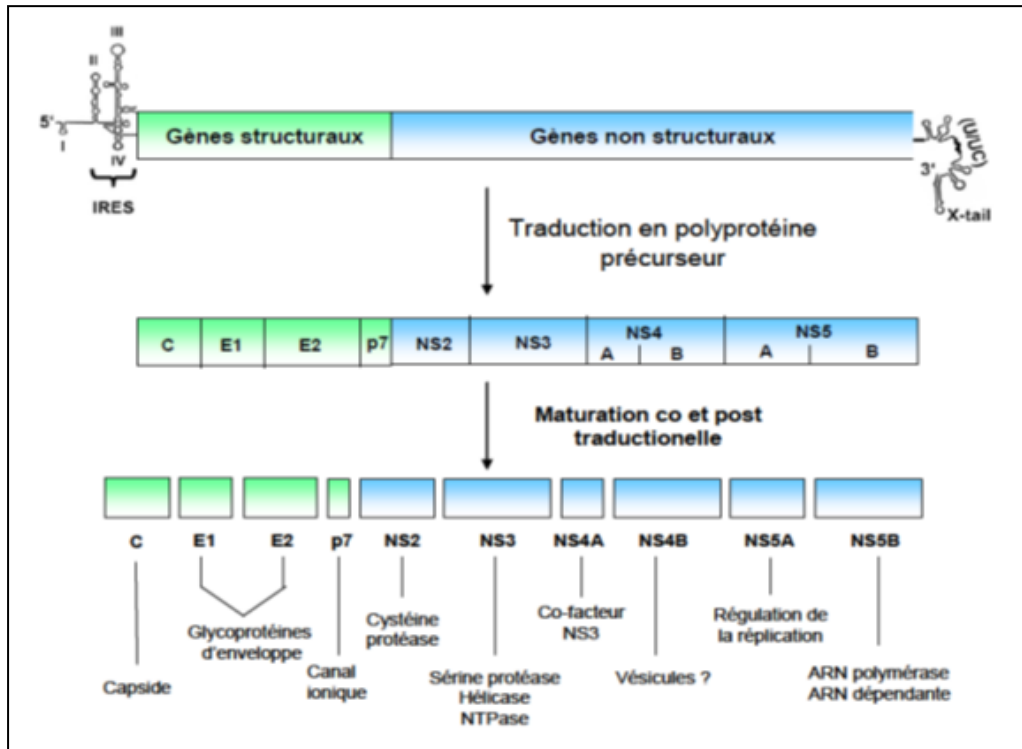 III
II
5'
I
IV
IRES
Gènes structuraux
Gènes non structuraux
(U/UC)
3'
X-tail
Traduction en polyprotéine
précurseur
C E1 E2 p7 NS2 NS3 NS4 NS5
A B A B
Maturation co et post
traductionelle
C E1 E2 p7 NS2 NS3 NS4A NS4B NS5A NS5B
Capside
Glycoprotéines
d'enveloppe
Canal
ionique
Cystéine
protéase
Sérine protéase
Hélicase
NTPase
Co-facteur
NS3
Vésicules ?
Régulation de
la réplication
ARN polymérase
ARN dépendante